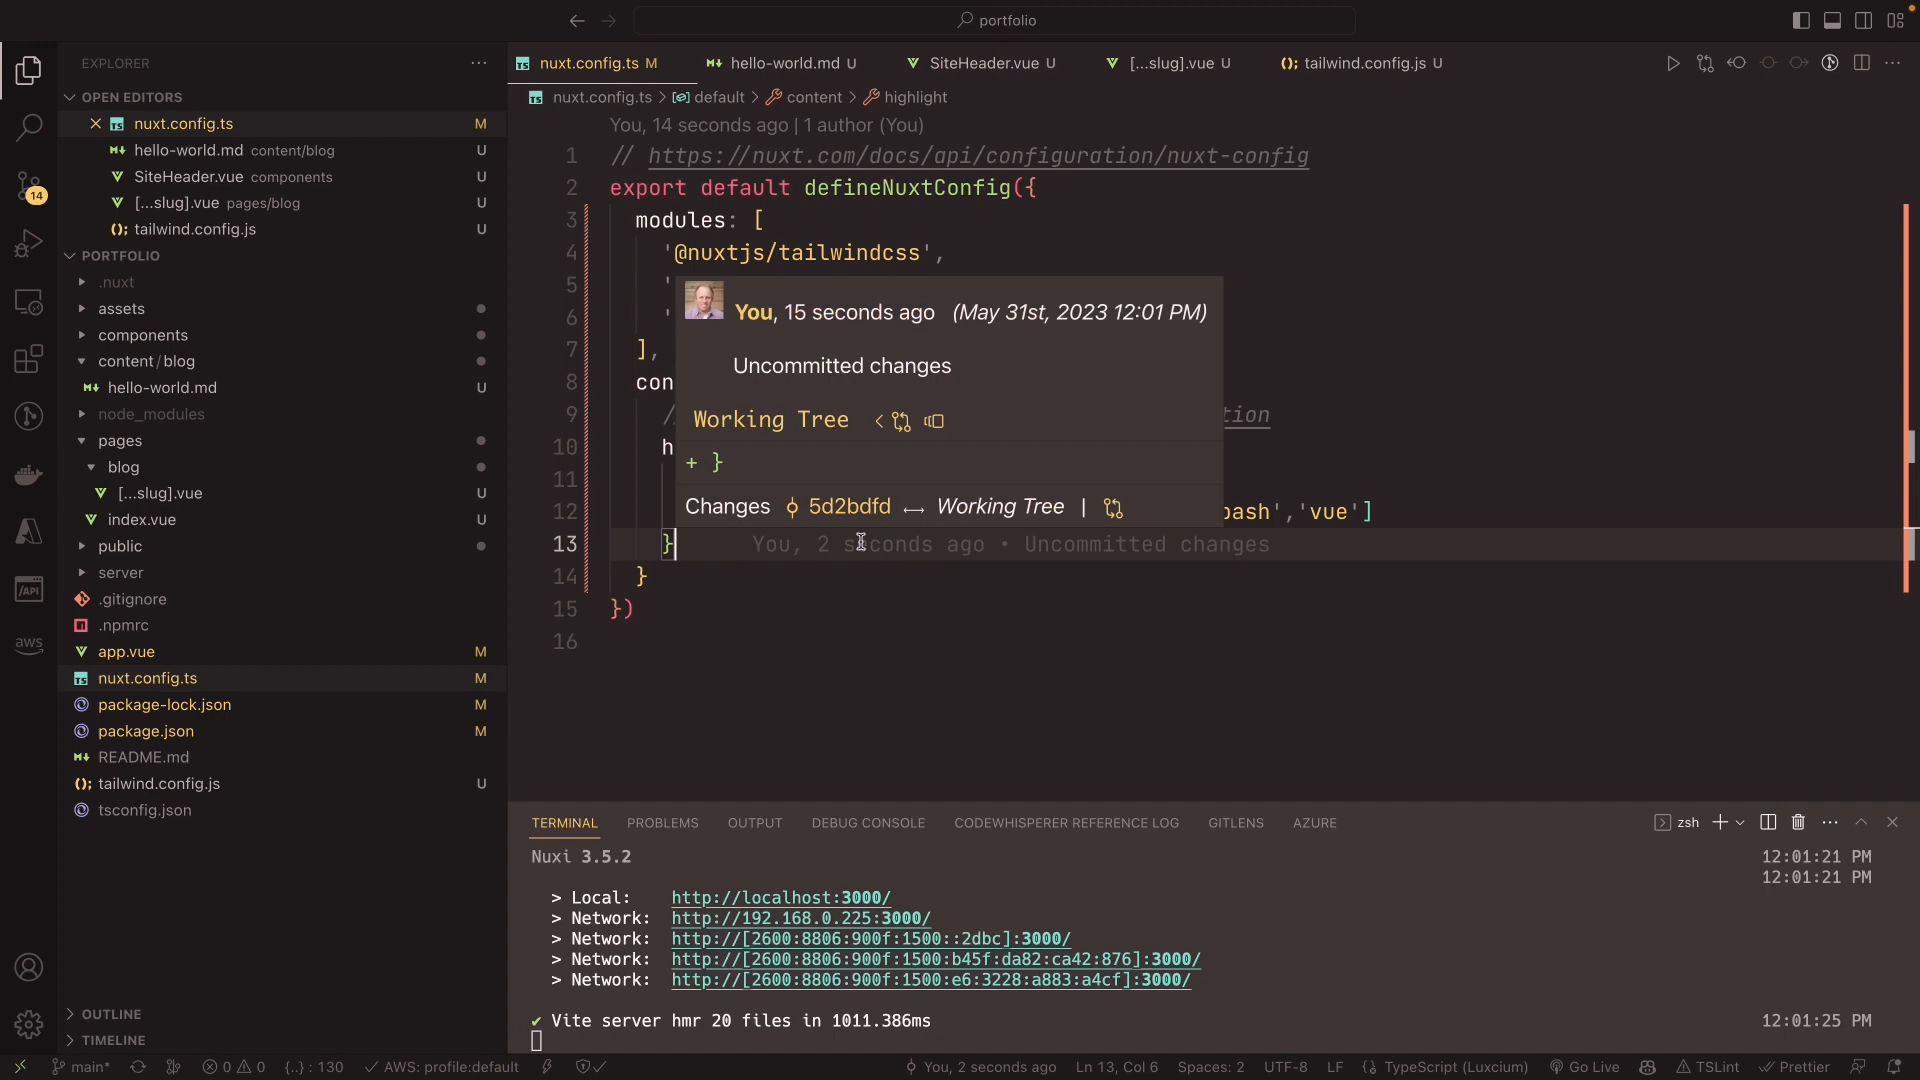 portfolio
EXPLORER
OPEN EDITORS
nuxt.config.ts M
hello-world.md content/blog U
SiteHeader.vue components U
[...slug].vue pages/blog U
tailwind.config.js U
PORTFOLIO
.nuxt
assets
components
content/blog
hello-world.md U
node_modules
pages
blog
[...slug].vue U
index.vue U
public
server
.gitignore
.npmrc
app.vue M
nuxt.config.ts M
package-lock.json M
package.json M
README.md
tailwind.config.js U
tsconfig.json
OUTLINE
TIMELINE
14
/API
aws
nuxt.config.ts M hello-world.md U SiteHeader.vue U [...slug].vue U tailwind.config.js U
nuxt.config.ts > default > content > highlight
You, 14 seconds ago | 1 author (You)
1 // https://nuxt.com/docs/api/configuration/nuxt-config
2 export default defineNuxtConfig({
3 modules: [
4 '@nuxtjs/tailwindcss',
5 '
6 '
7 ],
8 con
9 // tion
10 h
11
12 bash','vue']
13 } You, 2 seconds ago • Uncommitted changes
14 }
15 })
16
You, 15 seconds ago (May 31st, 2023 12:01 PM)
Uncommitted changes
Working Tree
+ }
Changes 5d2bdfd ↔ Working Tree |
TERMINAL PROBLEMS OUTPUT DEBUG CONSOLE CODEWHISPERER REFERENCE LOG GITLENS AZURE
zsh
Nuxi 3.5.2 12:01:21 PM
12:01:21 PM
> Local: http://localhost:3000/
> Network: http://192.168.0.225:3000/
> Network: http://[2600:8806:900f:1500::2dbc]:3000/
> Network: http://[2600:8806:900f:1500:b45f:da82:ca42:876]:3000/
> Network: http://[2600:8806:900f:1500:e6:3228:a883:a4cf]:3000/
✔ Vite server hmr 20 files in 1011.386ms 12:01:25 PM
main* 0 0 {..} : 130 AWS: profile:default You, 2 seconds ago Ln 13, Col 6 Spaces: 2 UTF-8 LF TypeScript (Luxcium) Go Live TSLint Prettier